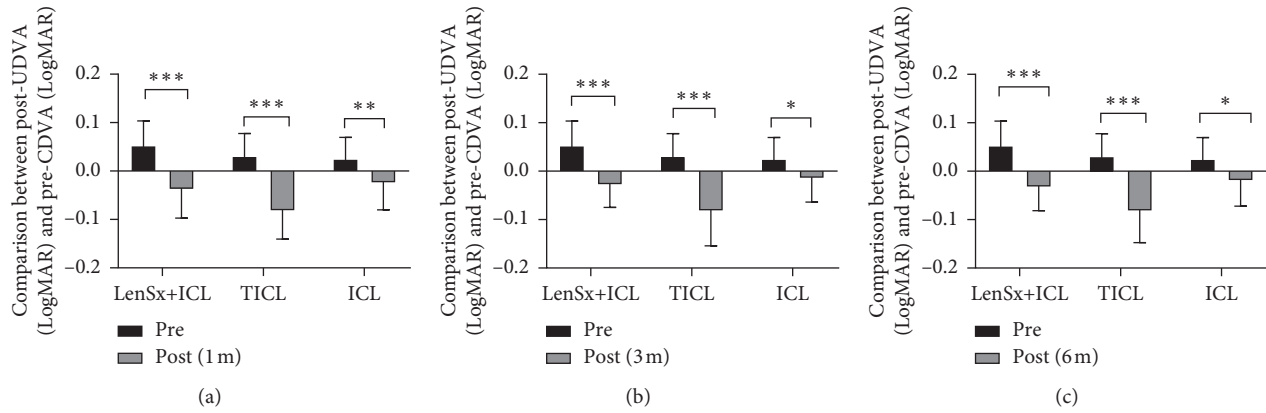 Comparison between post-UDVA
(LogMAR) and pre-CDVA (LogMAR)
0.2
0.1
0.0
–0.1
–0.2
***
***
**
LenSx+ICL
TICL
ICL
Pre
Post (1 m)
(a)
Comparison between post-UDVA
(LogMAR) and pre-CDVA (LogMAR)
0.2
0.1
0.0
–0.1
–0.2
***
***
*
LenSx+ICL
TICL
ICL
Pre
Post (3 m)
(b)
Comparison between post-UDVA
(LogMAR) and pre-CDVA (LogMAR)
0.2
0.1
0.0
–0.1
–0.2
***
***
*
LenSx+ICL
TICL
ICL
Pre
Post (6 m)
(c)